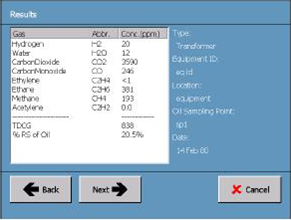 Results
Gas Abbr. Conc.(ppm)
Hydrogen H2 20
Water H2O 12
CarbonDioxide CO2 3590
CarbonMonoxide CO 246
Ethylene C2H4 <1
Ethane C2H6 381
Methane CH4 193
Acetylene C2H2 0.0
TDCG 838
% RS of Oil 20.5%
Type:
Transformer
Equipment ID:
eq id
Location:
equipment
Oil Sampling Point:
sp1
Date:
14 Feb 80
Back
Next
Cancel